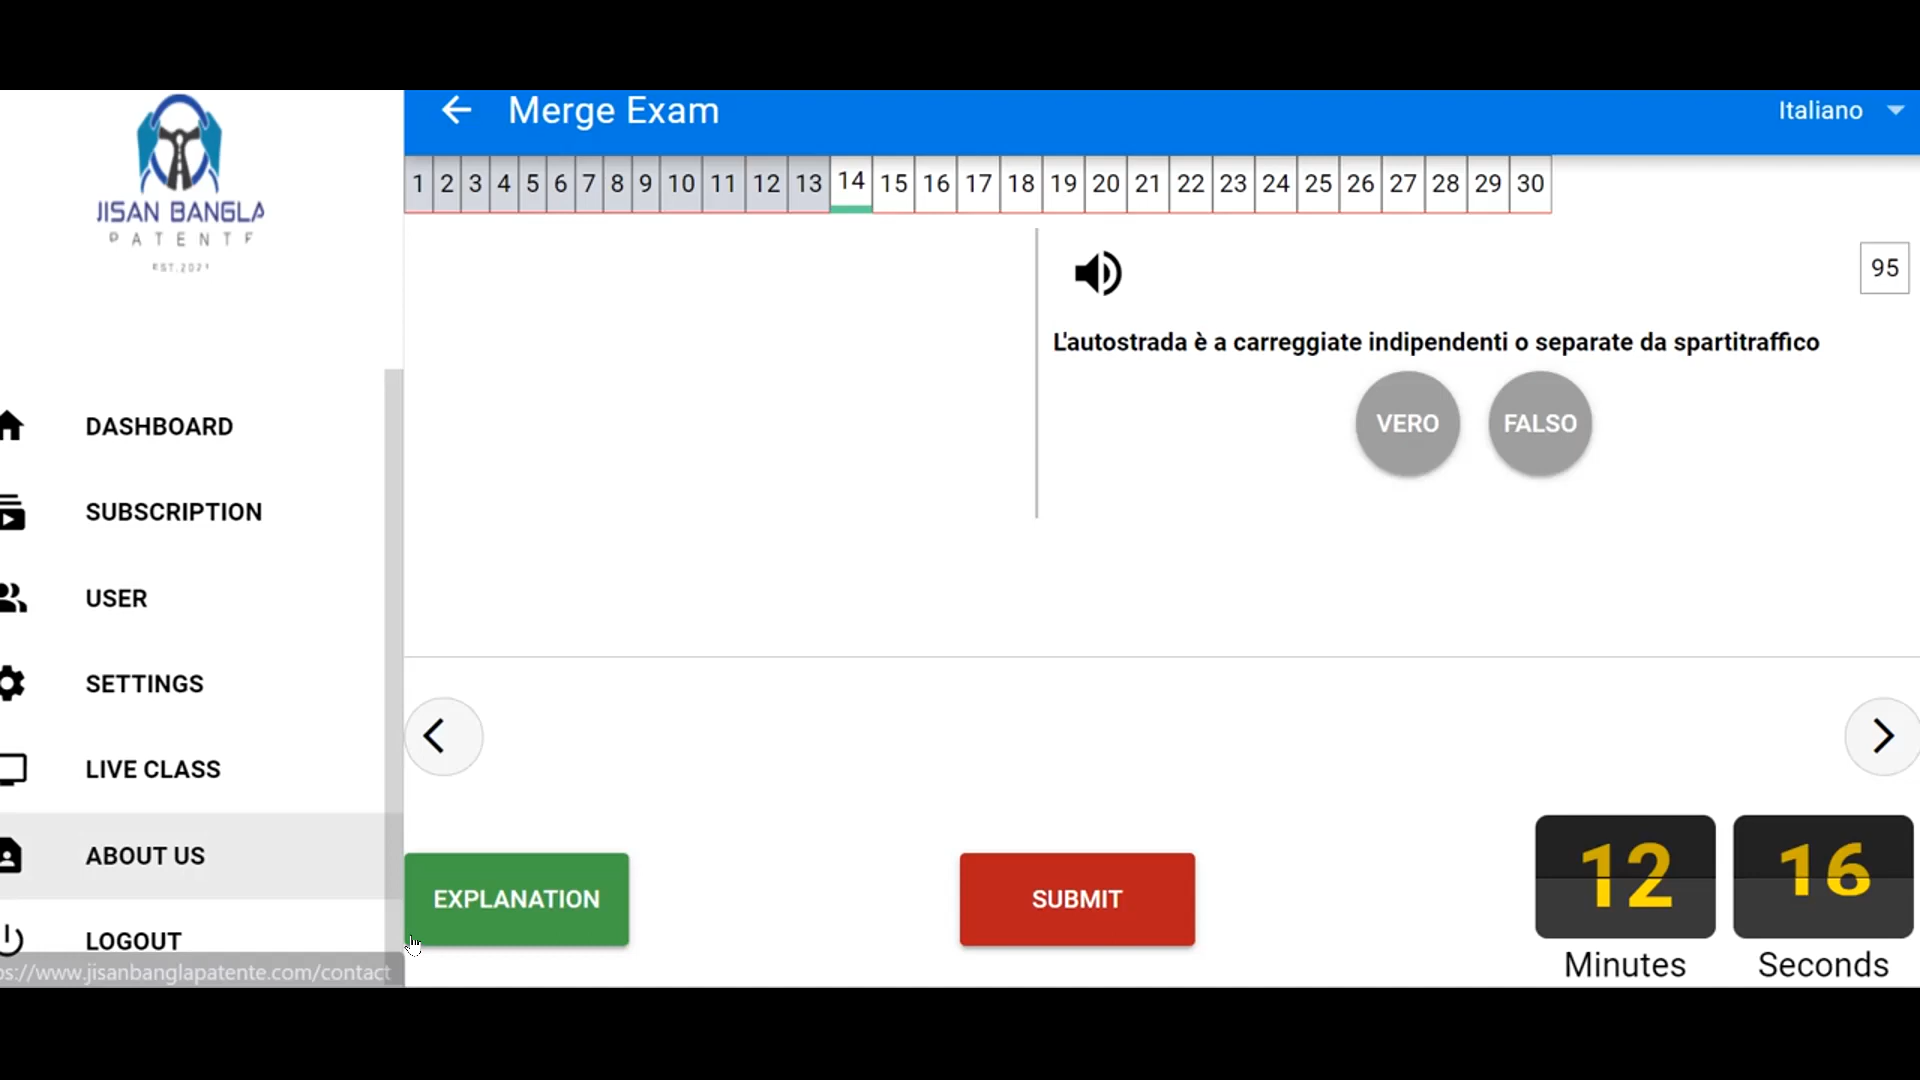 JISAN BANGLA
PATENTE
EST.2021
DASHBOARD
SUBSCRIPTION
USER
SETTINGS
LIVE CLASS
ABOUT US
LOGOUT
ps://www.jisanbanglapatente.com/contact
Merge Exam
Italiano
1 2 3 4 5 6 7 8 9 10 11 12 13 14 15 16 17 18 19 20 21 22 23 24 25 26 27 28 29 30
95
L'autostrada è a carreggiate indipendenti o separate da spartitraffico
VERO FALSO
EXPLANATION
SUBMIT
12 16
Minutes Seconds